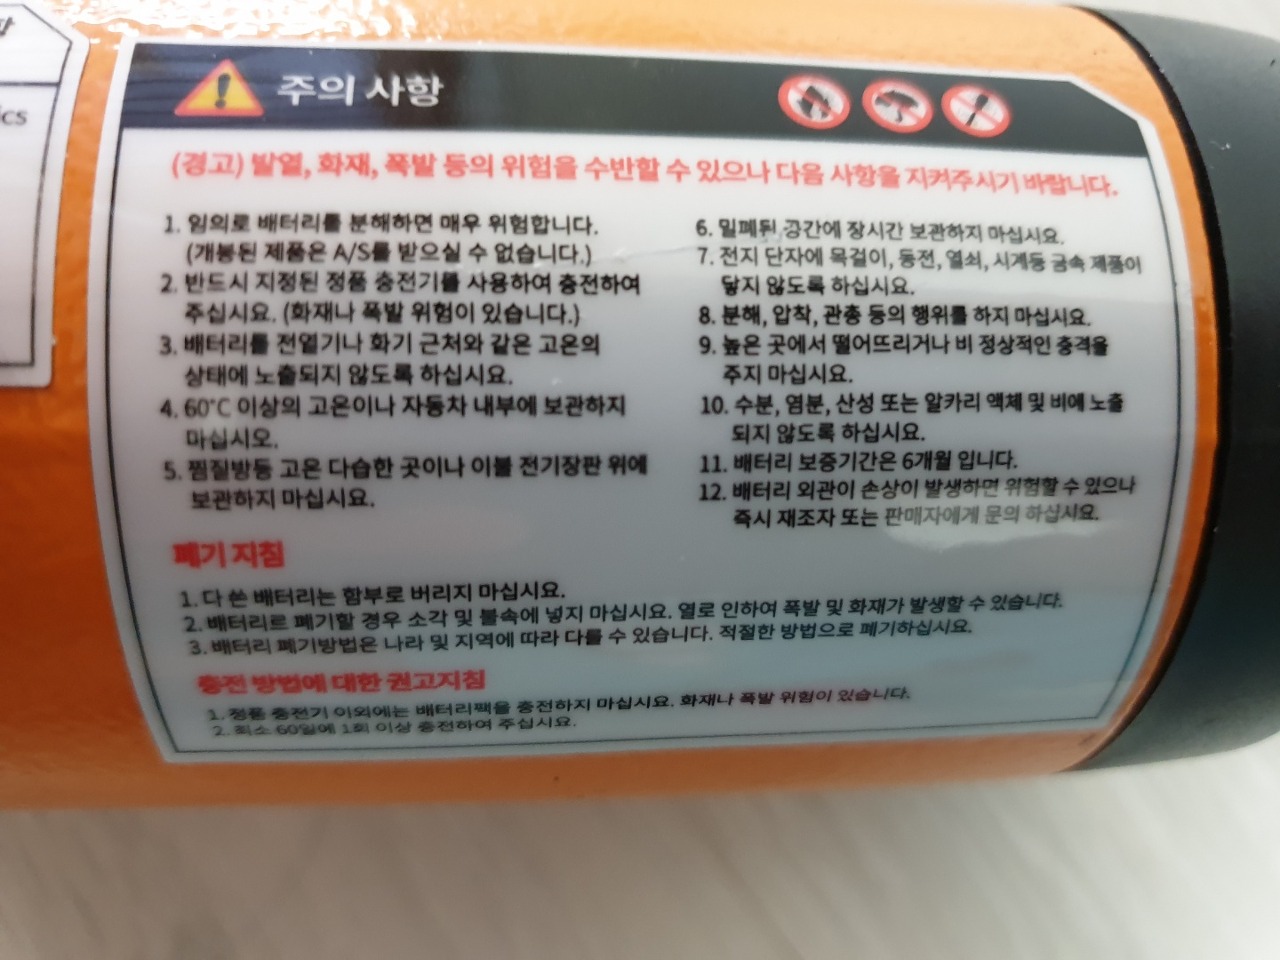 ics
주의 사항
(경고) 발열, 화재, 폭발 등의 위험을 수반할 수 있으나 다음 사항을 지켜주시기 바랍니다.
1. 임의로 배터리를 분해하면 매우 위험합니다.
(개봉된 제품은 A/S를 받으실 수 없습니다.)
2. 반드시 지정된 정품 충전기를 사용하여 충전하여
주십시요. (화재나 폭발 위험이 있습니다.)
3. 배터리를 전열기나 화기 근처와 같은 고온의
상태에 노출되지 않도록 하십시요.
4. 60°C 이상의 고온이나 자동차 내부에 보관하지
마십시오.
5. 찜질방등 고온 다습한 곳이나 이불 전기장판 위에
보관하지 마십시요.
6. 밀폐된 공간에 장시간 보관하지 마십시요.
7. 전지 단자에 목걸이, 동전, 열쇠, 시계등 금속 제품이
닿지 않도록 하십시요.
8. 분해, 압착, 관통 등의 행위를 하지 마십시요.
9. 높은 곳에서 떨어뜨리거나 비 정상적인 충격을
주지 마십시요.
10. 수분, 염분, 산성 또는 알카리 액체 및 비에 노출
되지 않도록 하십시요.
11. 배터리 보증기간은 6개월 입니다.
12. 배터리 외관이 손상이 발생하면 위험할 수 있으나
즉시 재조자 또는 판매자에게 문의 하십시요.
폐기 지침
1. 다 쓴 배터리는 함부로 버리지 마십시요.
2. 배터리르 폐기할 경우 소각 및 불속에 넣지 마십시요. 열로 인하여 폭발 및 화재가 발생할 수 있습니다.
3. 배터리 폐기방법은 나라 및 지역에 따라 다를 수 있습니다. 적절한 방법으로 폐기하십시요.
충전 방법에 대한 권고지침
1. 정품 충전기 이외에는 배터리팩을 충전하지 마십시요. 화재나 폭발 위험이 있습니다.
2. 최소 60일에 1회 이상 충전하여 주십시요.